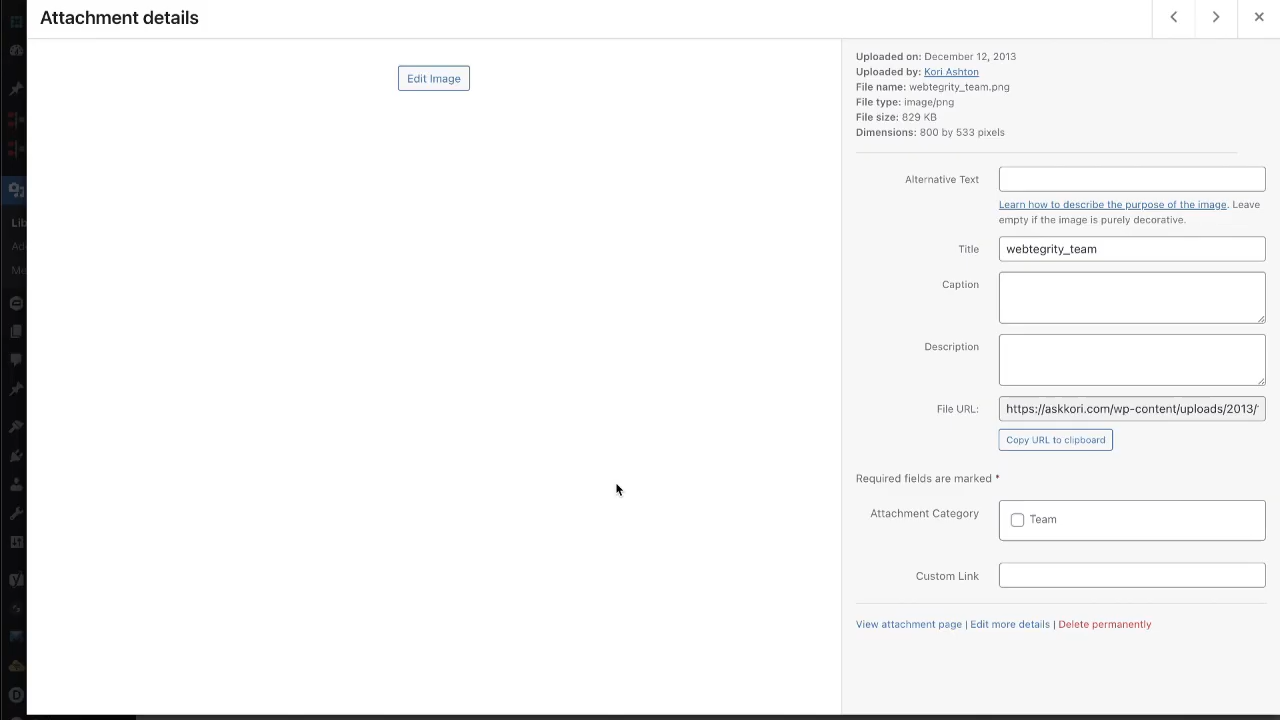 Attachment details
Edit Image
Uploaded on: December 12, 2013
Uploaded by: Kori Ashton
File name: webtegrity_team.png
File type: image/png
File size: 829 KB
Dimensions: 800 by 533 pixels
Alternative Text
Learn how to describe the purpose of the image. Leave
empty if the image is purely decorative.
Title
webtegrity_team
Caption
Description
File URL:
https://askkori.com/wp-content/uploads/2013/
Copy URL to clipboard
Required fields are marked *
Attachment Category
Team
Custom Link
View attachment page | Edit more details | Delete permanently
Lib
Ad
Me